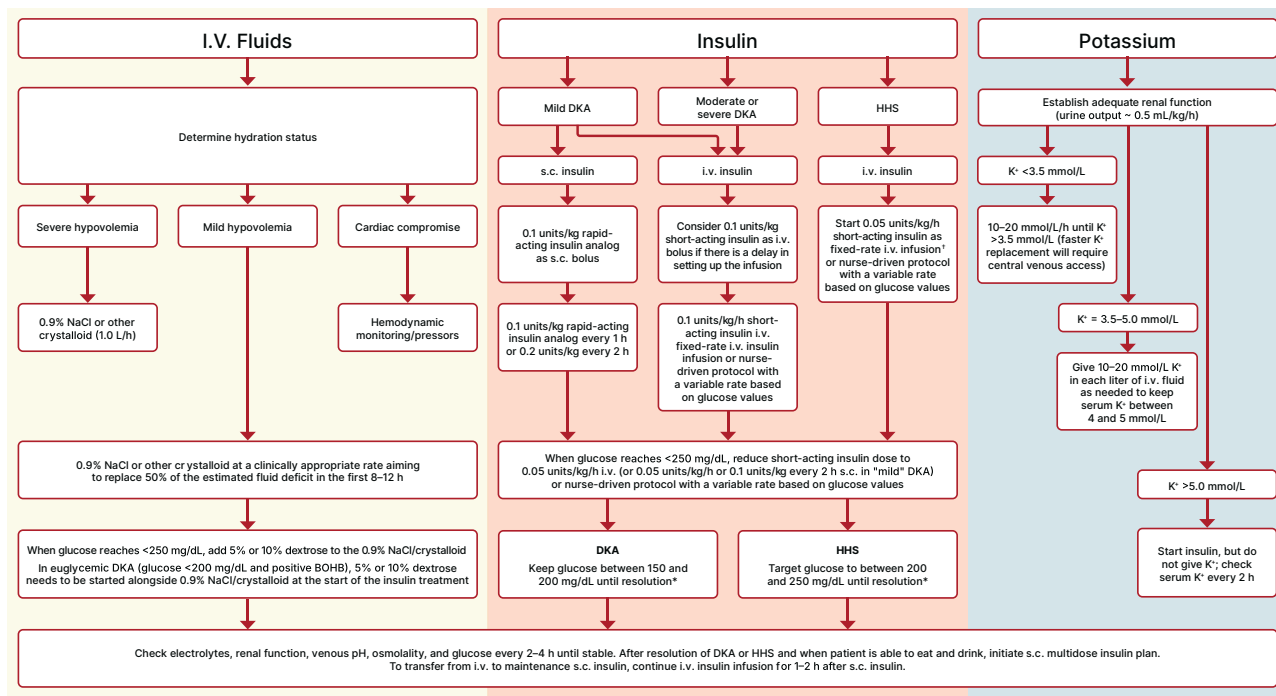 I.V. Fluids
Determine hydration status
Severe hypovolemia
Mild hypovolemia
Cardiac compromise
0.9% NaCl or other
crystalloid (1.0 L/h)
Hemodynamic
monitoring/pressors
0.9% NaCl or other crystalloid at a clinically appropriate rate aiming
to replace 50% of the estimated fluid deficit in the first 8–12 h
When glucose reaches <250 mg/dL, add 5% or 10% dextrose to the 0.9% NaCl/crystalloid
In euglycemic DKA (glucose <200 mg/dL and positive BOHB), 5% or 10% dextrose
needs to be started alongside 0.9% NaCl/crystalloid at the start of the insulin treatment
Insulin
Mild DKA
Moderate or
severe DKA
HHS
s.c. insulin
i.v. insulin
i.v. insulin
0.1 units/kg rapid-
acting insulin analog
as s.c. bolus
Consider 0.1 units/kg
short-acting insulin as i.v.
bolus if there is a delay in
setting up the infusion
Start 0.05 units/kg/h
short-acting insulin as
fixed-rate i.v. infusion†
or nurse-driven protocol
with a variable rate
based on glucose values
0.1 units/kg rapid-acting
insulin analog every 1 h
or 0.2 units/kg every 2 h
0.1 units/kg/h short-
acting insulin i.v.
fixed-rate i.v. insulin
infusion or nurse-
driven protocol with
a variable rate based
on glucose values
When glucose reaches <250 mg/dL, reduce short-acting insulin dose to
0.05 units/kg/h i.v. (or 0.05 units/kg/h or 0.1 units/kg every 2 h s.c. in "mild" DKA)
or nurse-driven protocol with a variable rate based on glucose values
DKA
Keep glucose between 150 and
200 mg/dL until resolution*
HHS
Target glucose to between 200
and 250 mg/dL until resolution*
Potassium
Establish adequate renal function
(urine output ~ 0.5 mL/kg/h)
K⁺ <3.5 mmol/L
10–20 mmol/L/h until K⁺
>3.5 mmol/L (faster K⁺
replacement will require
central venous access)
K⁺ = 3.5–5.0 mmol/L
Give 10–20 mmol/L K⁺
in each liter of i.v. fluid
as needed to keep
serum K⁺ between
4 and 5 mmol/L
K⁺ >5.0 mmol/L
Start insulin, but do
not give K⁺; check
serum K⁺ every 2 h
Check electrolytes, renal function, venous pH, osmolality, and glucose every 2–4 h until stable. After resolution of DKA or HHS and when patient is able to eat and drink, initiate s.c. multidose insulin plan.
To transfer from i.v. to maintenance s.c. insulin, continue i.v. insulin infusion for 1–2 h after s.c. insulin.